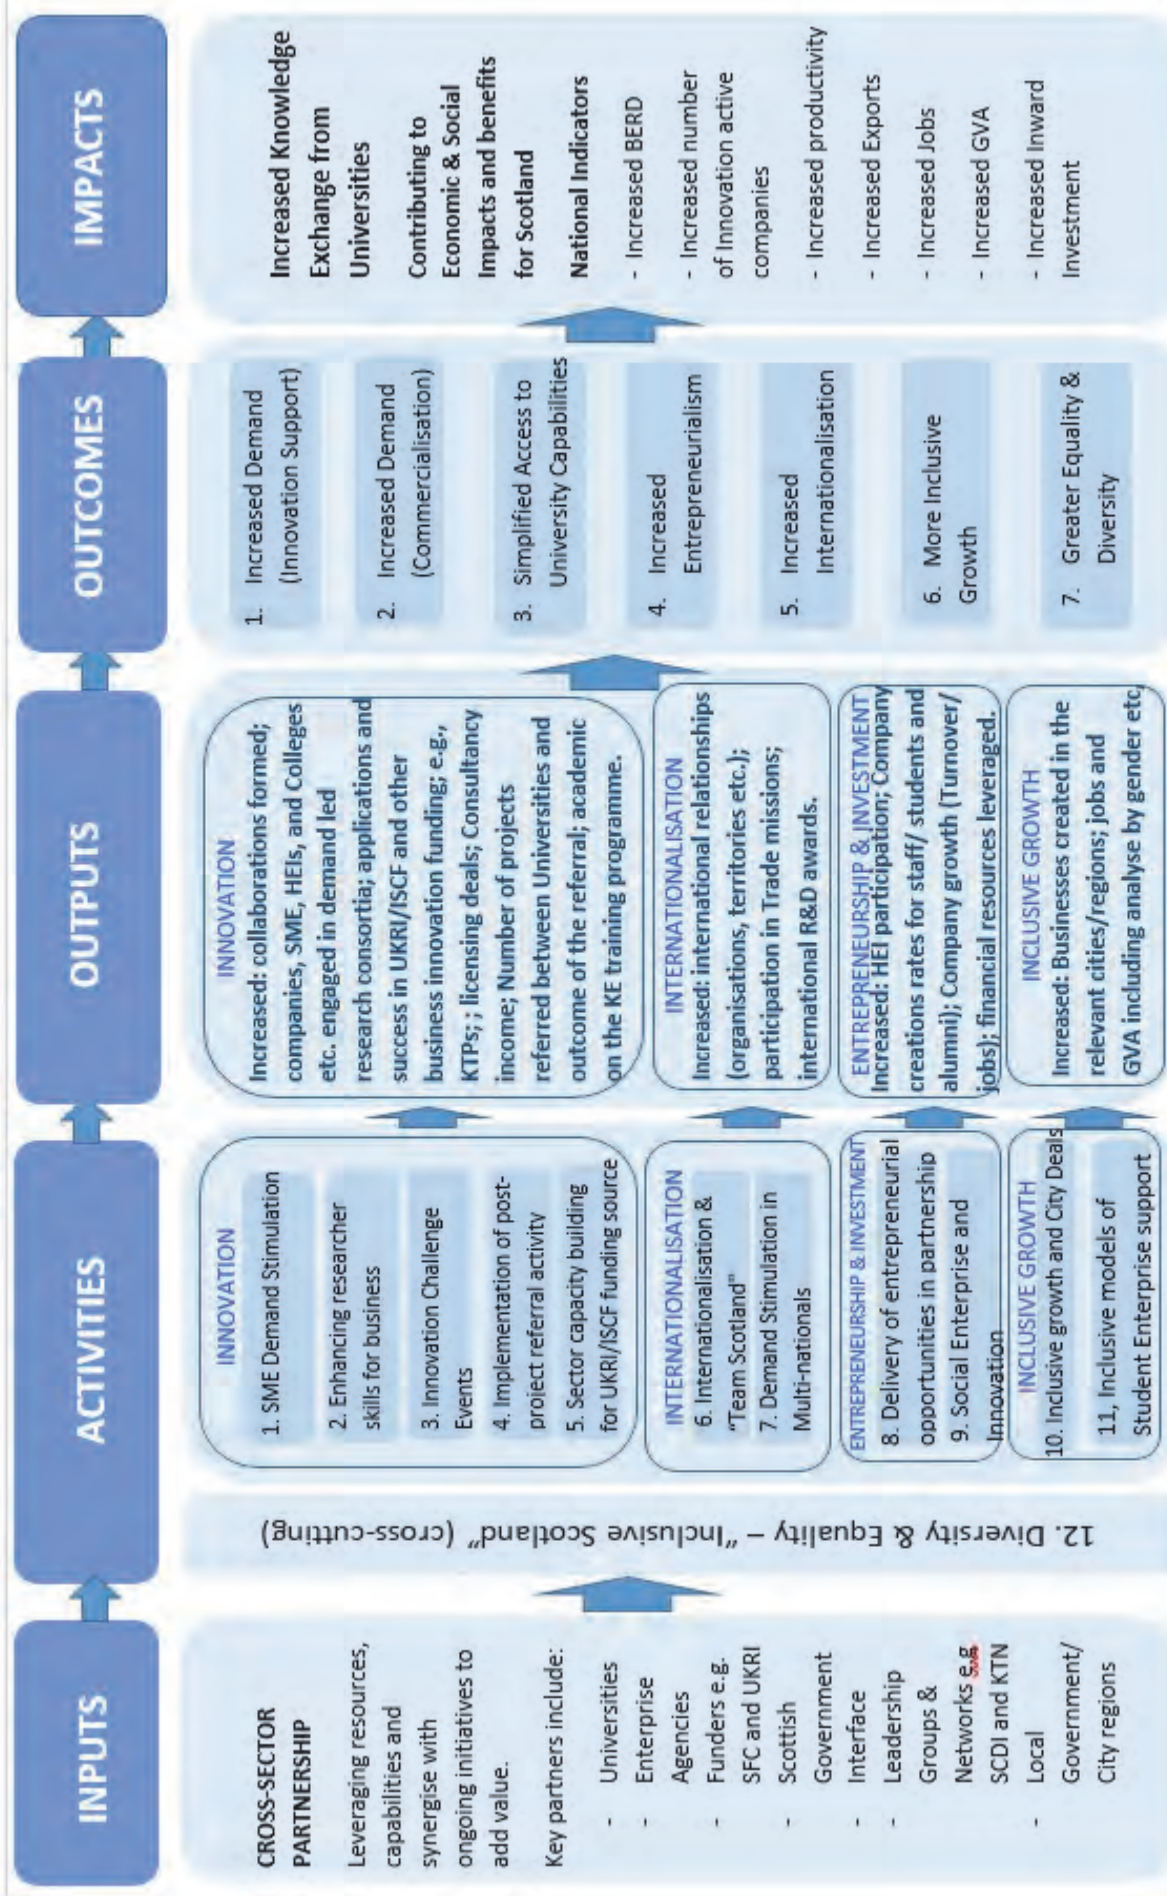 INPUTS
CROSS-SECTOR
PARTNERSHIP
Leveraging resources,
capabilities and
synergise with
ongoing initiatives to
add value.
Key partners include:
- Universities
- Enterprise
Agencies
- Funders e.g.
SFC and UKRI
- Scottish
Government
- Interface
- Leadership
Groups &
Networks e.g
SCDI and KTN
- Local
Government/
City regions
12. Diversity & Equality – "Inclusive Scotland" (cross-cutting)
ACTIVITIES
INNOVATION
1. SME Demand Stimulation
2. Enhancing researcher
skills for business
3. Innovation Challenge
Events
4. Implementation of post-
project referral activity
5. Sector capacity building
for UKRI/ISCF funding source
INTERNATIONALISATION
6. Internationalisation &
"Team Scotland"
7. Demand Stimulation in
Multi-nationals
ENTREPRENEURSHIP & INVESTMENT
8. Delivery of entrepreneurial
opportunities in partnership
9. Social Enterprise and
Innovation
INCLUSIVE GROWTH
10. Inclusive growth and City Deals
11, Inclusive models of
Student Enterprise support
OUTPUTS
INNOVATION
Increased: collaborations formed;
companies, SME, HEIs, and Colleges
etc. engaged in demand led
research consortia; applications and
success in UKRI/ISCF and other
business innovation funding; e.g.,
KTPs; ; licensing deals; Consultancy
income; Number of projects
referred between Universities and
outcome of the referral; academic
on the KE training programme.
INTERNATIONALISATION
Increased: international relationships
(organisations, territories etc.);
participation in Trade missions;
international R&D awards.
ENTREPRENEURSHIP & INVESTMENT
Increased: HEI participation; Company
creations rates for staff/ students and
alumni); Company growth (Turnover/
jobs); financial resources leveraged.
INCLUSIVE GROWTH
Increased: Businesses created in the
relevant cities/regions; jobs and
GVA including analyse by gender etc,
OUTCOMES
1. Increased Demand
(Innovation Support)
2. Increased Demand
(Commercialisation)
3. Simplified Access to
University Capabilities
4. Increased
Entrepreneurialism
5. Increased
Internationalisation
6. More Inclusive
Growth
7. Greater Equality &
Diversity
IMPACTS
Increased Knowledge
Exchange from
Universities
Contributing to
Economic & Social
Impacts and benefits
for Scotland
National Indicators
- Increased BERD
- Increased number
of Innovation active
companies
- Increased productivity
- Increased Exports
- Increased Jobs
- Increased GVA
- Increased Inward
Investment